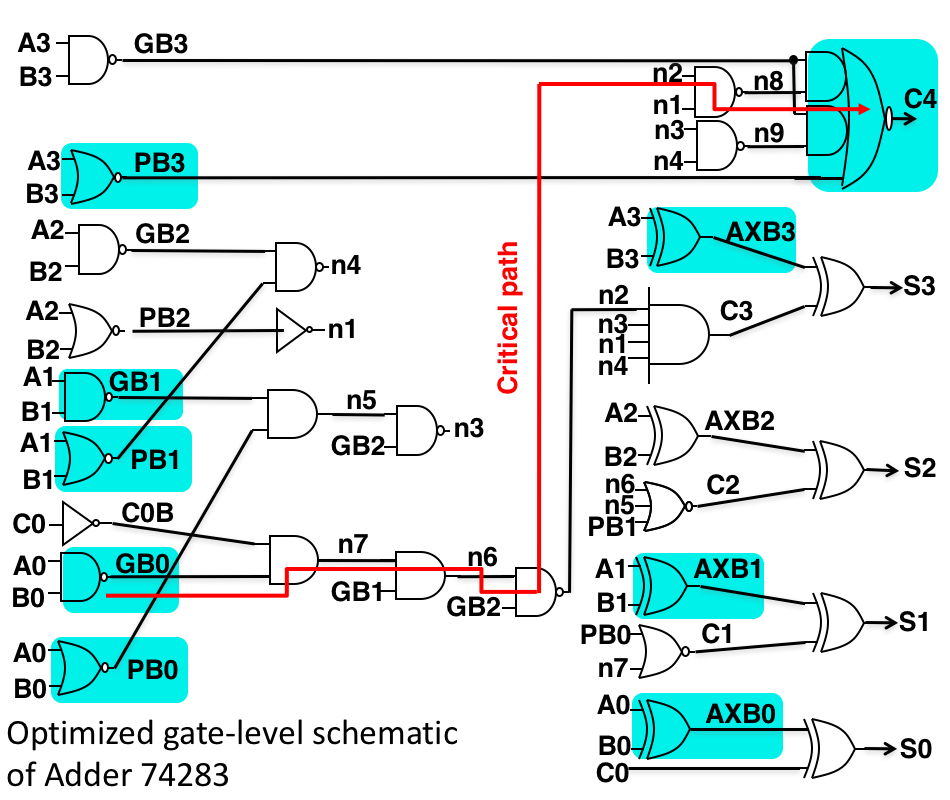 A3
B3
GB3
A3
B3
PB3
A2
B2
GB2
n4
A2
B2
PB2
n1
A1
B1
GB1
A1
B1
PB1
n5
GB2
n3
C0
C0B
A0
B0
GB0
n7
GB1
n6
GB2
A0
B0
PB0
Critical path
n2
n1
n8
n3
n4
n9
C4
A3
B3
AXB3
S3
n2
n3
n1
n4
C3
A2
B2
AXB2
S2
n6
n5
PB1
C2
A1
B1
AXB1
S1
PB0
n7
C1
A0
B0
AXB0
C0
S0
Optimized gate-level schematic
of Adder 74283